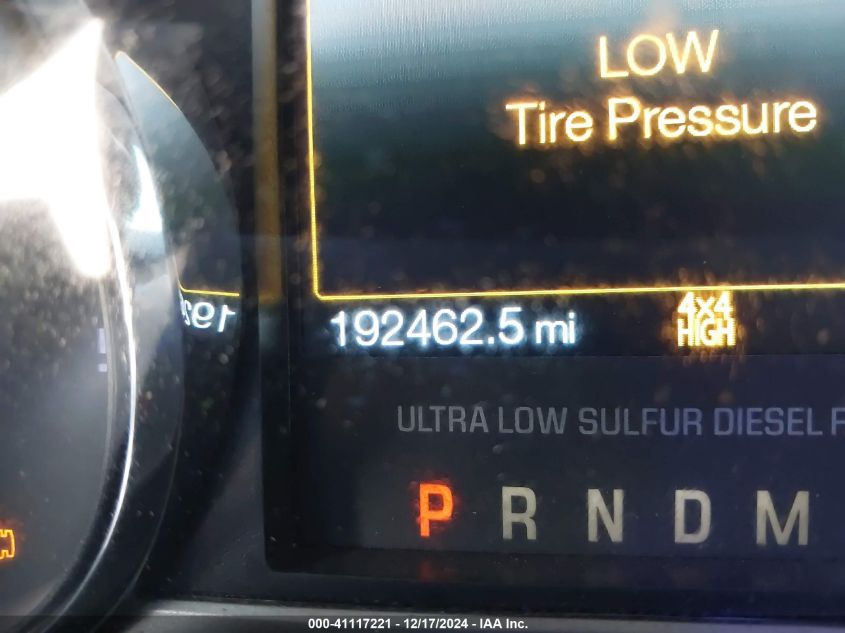 LOW
Tire Pressure
192462.5 mi
4x4
HIGH
ULTRA LOW SULFUR DIESEL F
P R N D M
000-41117221 - 12/17/2024 - IAA Inc.